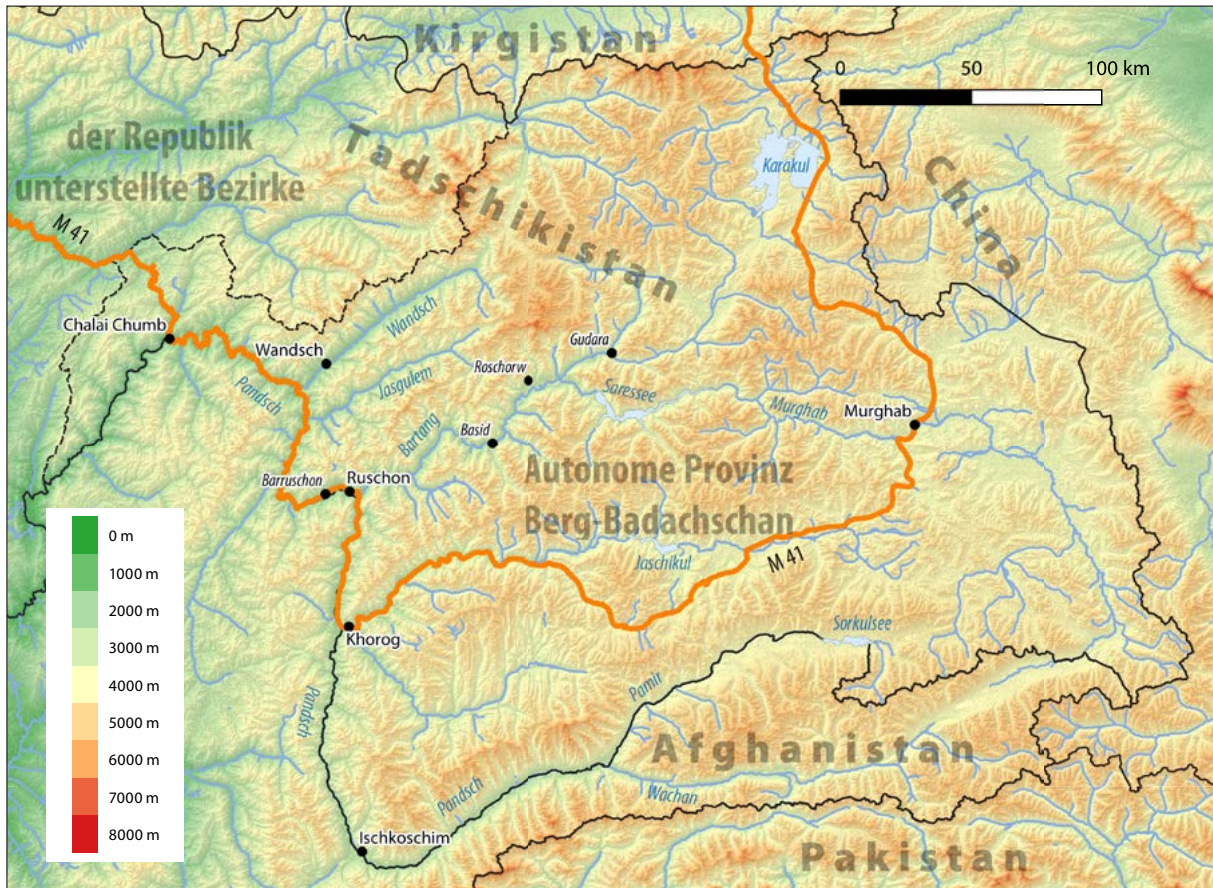 Kirgistan
0 50 100 km
der Republik
unterstellte Bezirke
Tadschikistan
Karakul
China
M 41
Chalai Chumb
Wandsch
Wandsch
Gudara
Roschorw
Pandsch
Jasgulem
Saressee
Murghab
Murghab
Bartang
Basid
Autonome Provinz
Berg-Badachschan
Barruschon
Ruschon
Jaschikul
M 41
Khorog
Sorkulsee
Pamir
Pandsch
Afghanistan
Pandsch
Wachan
Ischkoschim
Pakistan
0 m
1000 m
2000 m
3000 m
4000 m
5000 m
6000 m
7000 m
8000 m